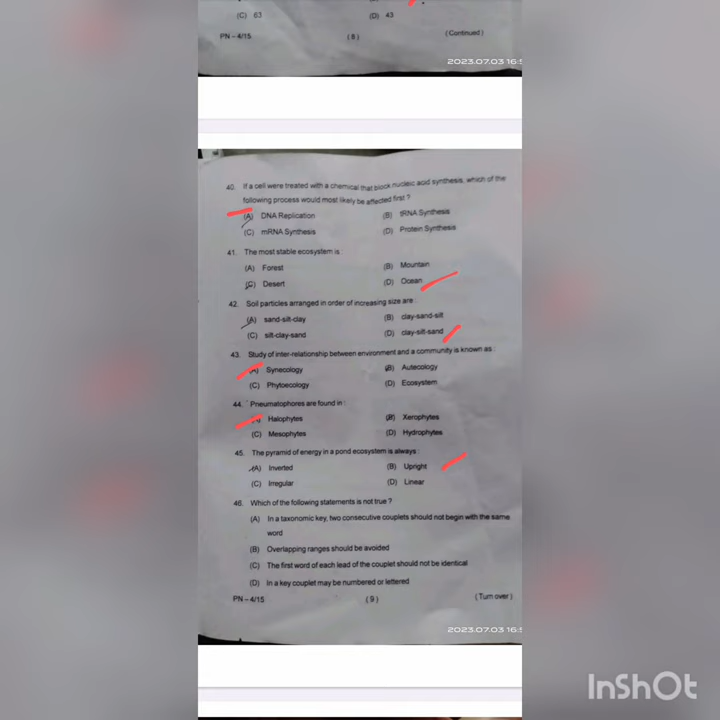 (C) 63
(D) 43
PN – 4/15
(8)
(Continued)
2023.07.03 16:5
40. If a cell were treated with a chemical that block nucleic acid synthesis, which of the
following process would most likely be affected first ?
(A) DNA Replication
(B) tRNA Synthesis
(C) mRNA Synthesis
(D) Protein Synthesis
41. The most stable ecosystem is :
(A) Forest
(B) Mountain
(C) Desert
(D) Ocean
42. Soil particles arranged in order of increasing size are :
(A) sand-silt-clay
(B) clay-sand-silt
(C) silt-clay-sand
(D) clay-silt-sand
43. Study of inter-relationship between environment and a community is known as :
(A) Synecology
(B) Autecology
(C) Phytoecology
(D) Ecosystem
44. Pneumatophores are found in :
(A) Halophytes
(B) Xerophytes
(C) Mesophytes
(D) Hydrophytes
45. The pyramid of energy in a pond ecosystem is always :
(A) Inverted
(B) Upright
(C) Irregular
(D) Linear
46. Which of the following statements is not true ?
(A) In a taxonomic key, two consecutive couplets should not begin with the same
word
(B) Overlapping ranges should be avoided
(C) The first word of each lead of the couplet should not be identical
(D) In a key couplet may be numbered or lettered
PN – 4/15
(9)
(Turn over)
2023.07.03 16:5
InShOt